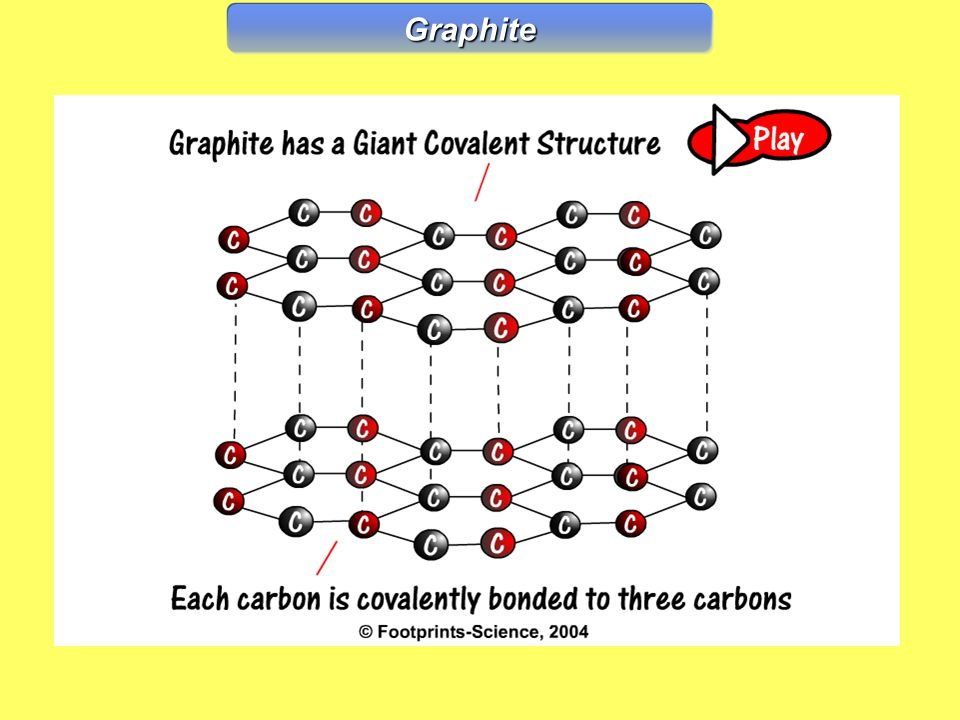 Graphite
Graphite has a Giant Covalent Structure
Play
C C C C
C C C C
C C C C
C C C C
C C C C
C C
C C C C
C C C C
C C C C
C C C C
C C C C
C C
Each carbon is covalently bonded to three carbons
© Footprints-Science, 2004